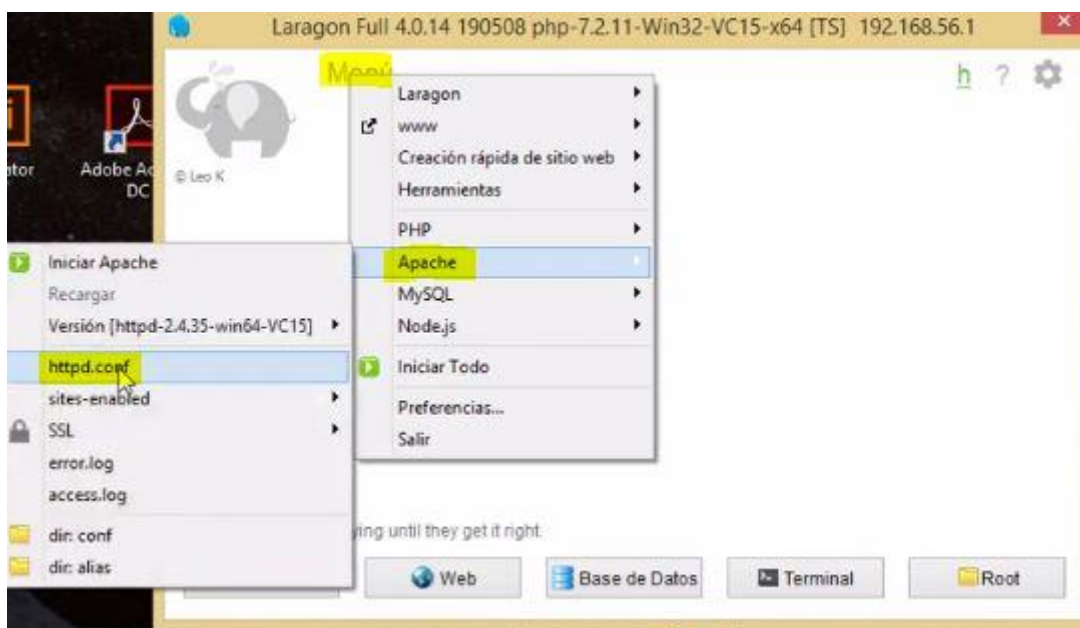 Laragon Full 4.0.14 190508 php-7.2.11-Win32-VC15-x64 [TS] 192.168.56.1
Menú
h ?
Adobe Ac
DC
ator
© Leo K
Laragon
www
Creación rápida de sitio web
Herramientas
PHP
Apache
MySQL
Node.js
Iniciar Todo
Preferencias...
Salir
Iniciar Apache
Recargar
Versión [httpd-2.4.35-win64-VC15]
httpd.conf
sites-enabled
SSL
error.log
access.log
dir: conf
dir: alias
ying until they get it right.
Web
Base de Datos
Terminal
Root